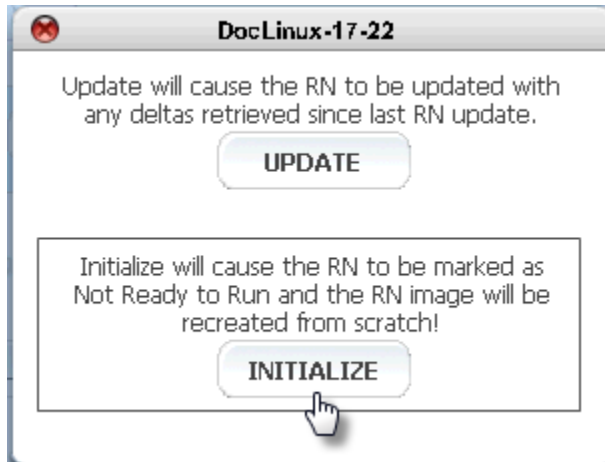 DocLinux-17-22
Update will cause the RN to be updated with
any deltas retrieved since last RN update.
UPDATE
Initialize will cause the RN to be marked as
Not Ready to Run and the RN image will be
recreated from scratch!
INITIALIZE